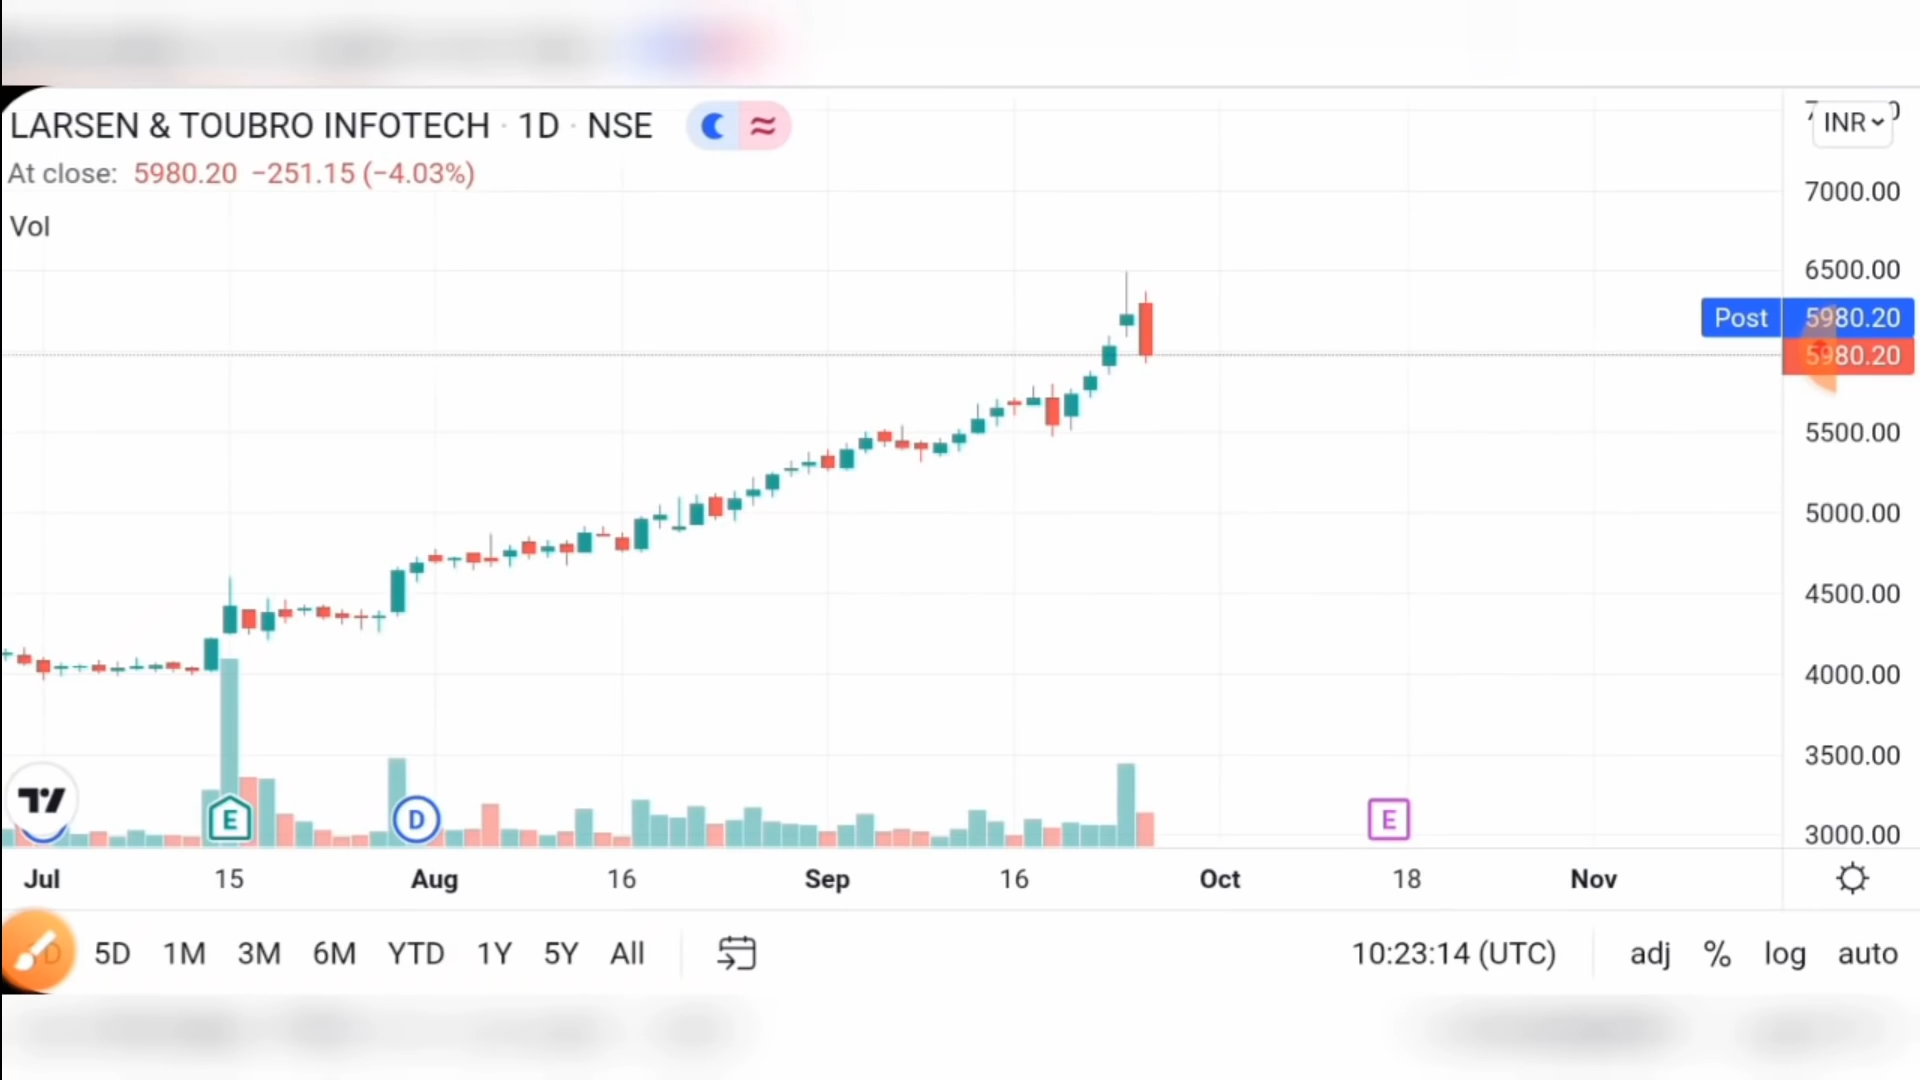 LARSEN & TOUBRO INFOTECH · 1D · NSE
At close: 5980.20 −251.15 (−4.03%)
Vol
INR
7000.00
6500.00
Post 5980.20
5980.20
5500.00
5000.00
4500.00
4000.00
3500.00
3000.00
E
D
E
Jul 15 Aug 16 Sep 16 Oct 18 Nov
5D 1M 3M 6M YTD 1Y 5Y All
10:23:14 (UTC) adj % log auto